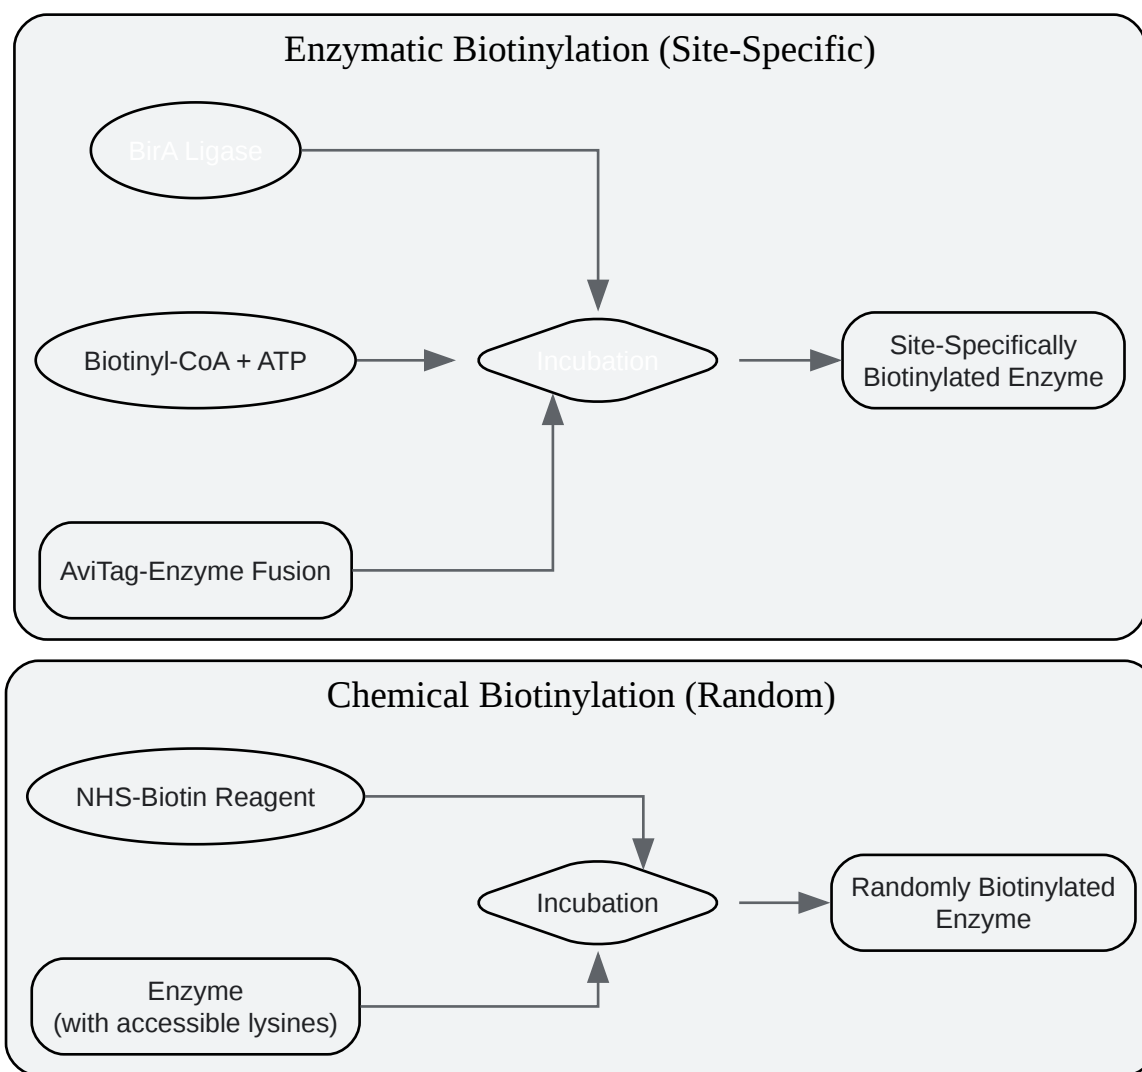 Enzymatic Biotinylation (Site-Specific)
BirA Ligase
Biotinyl-CoA + ATP
Incubation
Site-Specifically
Biotinylated Enzyme
AviTag-Enzyme Fusion
Chemical Biotinylation (Random)
NHS-Biotin Reagent
Incubation
Randomly Biotinylated
Enzyme
Enzyme
(with accessible lysines)